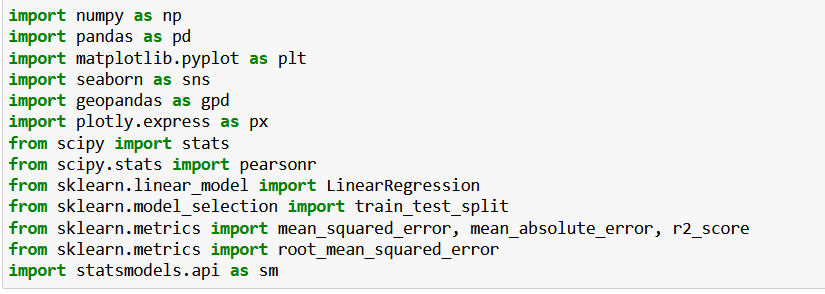 import numpy as np
import pandas as pd
import matplotlib.pyplot as plt
import seaborn as sns
import geopandas as gpd
import plotly.express as px
from scipy import stats
from scipy.stats import pearsonr
from sklearn.linear_model import LinearRegression
from sklearn.model_selection import train_test_split
from sklearn.metrics import mean_squared_error, mean_absolute_error, r2_score
from sklearn.metrics import root_mean_squared_error
import statsmodels.api as sm